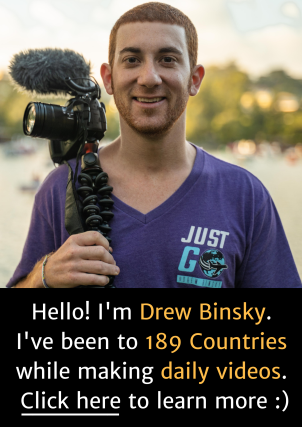 JUST
GO
Hello! I'm Drew Binsky.
I've been to 189 Countries
while making daily videos.
Click here to learn more :)